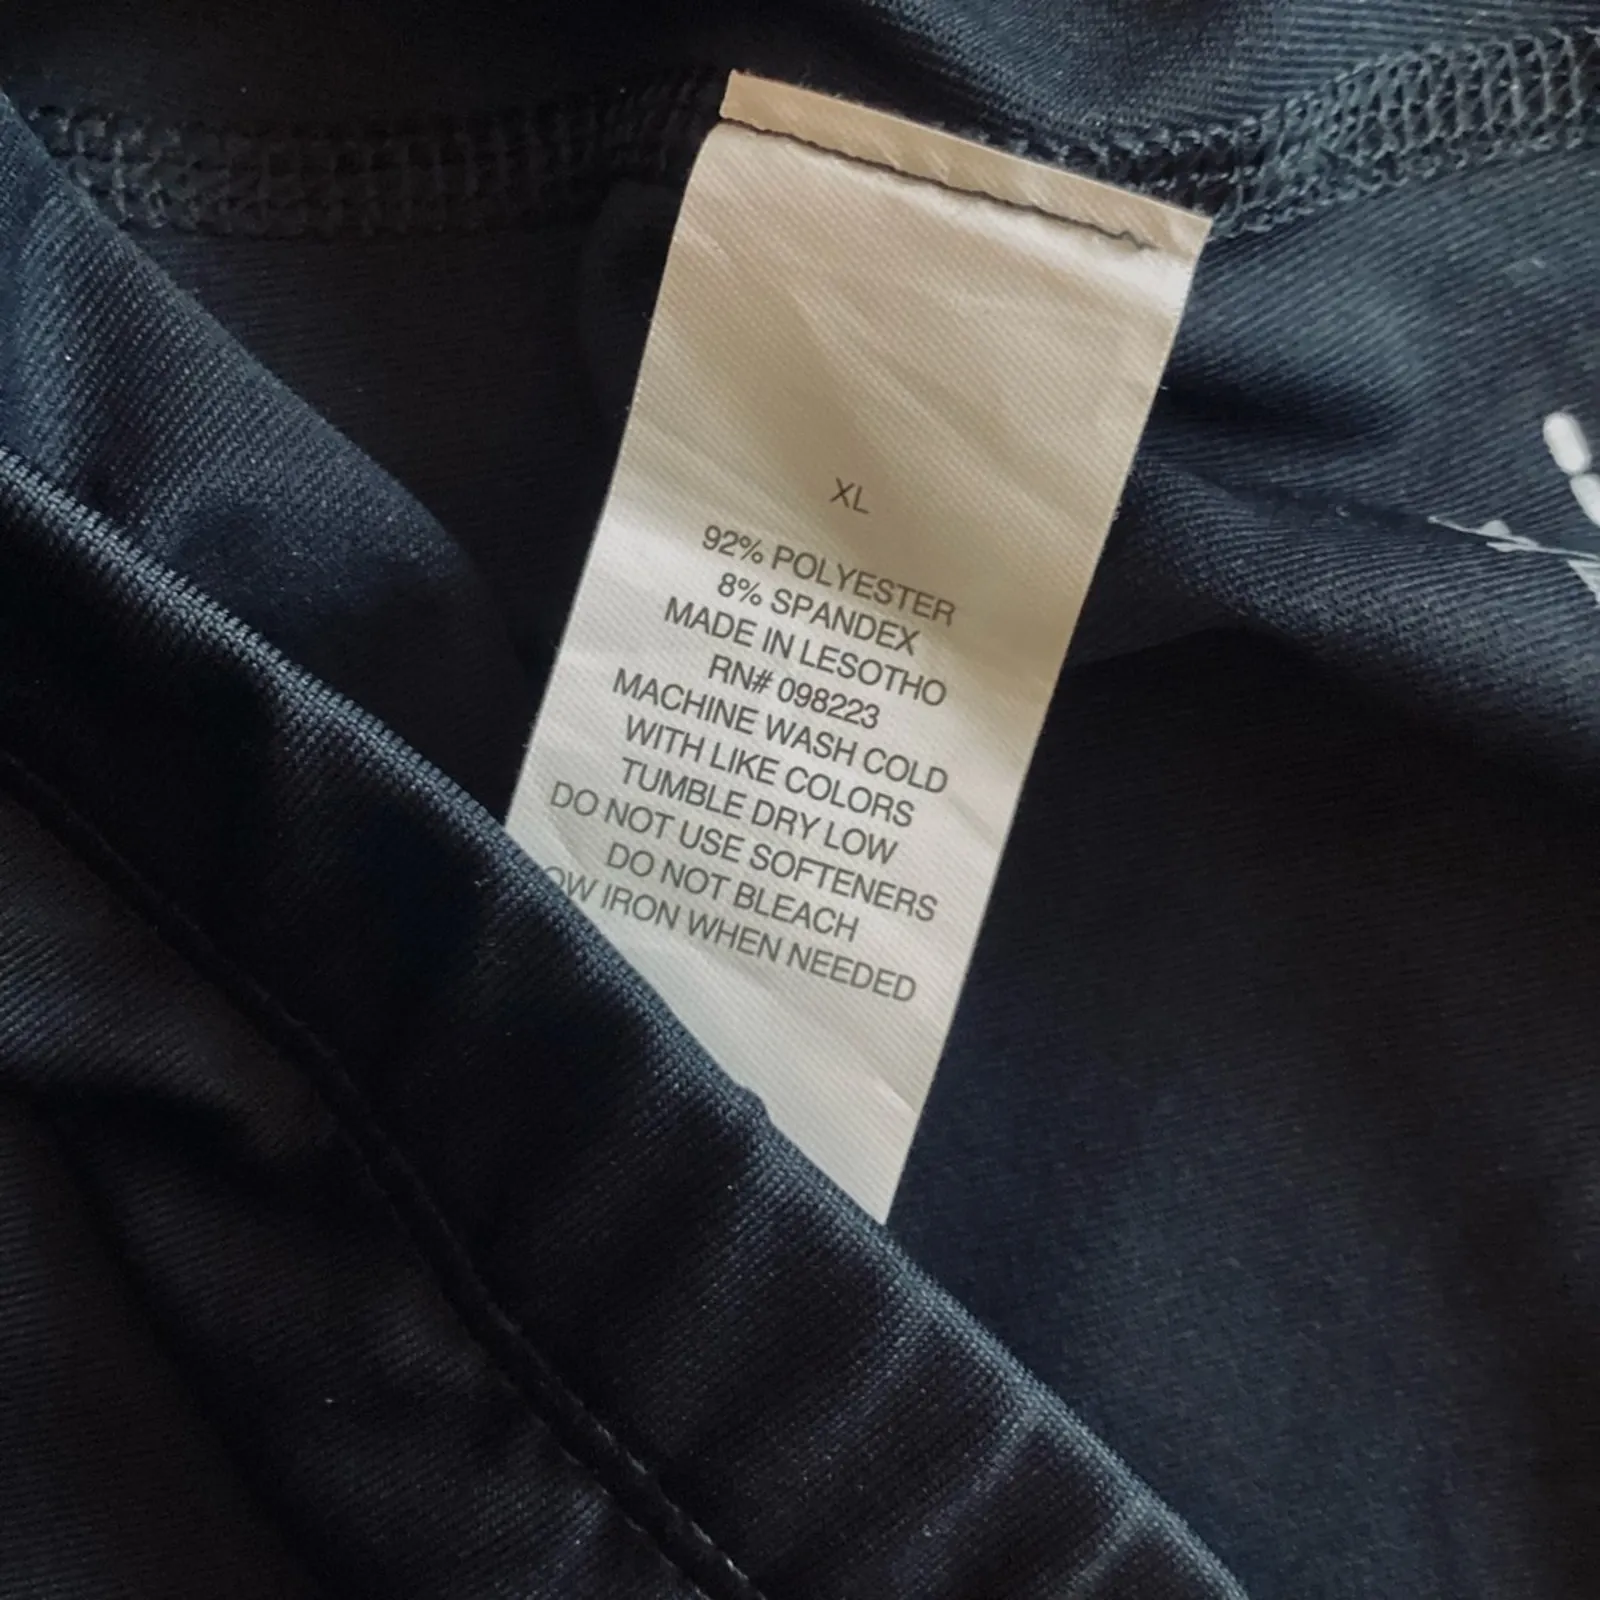 XL
92% POLYESTER
8% SPANDEX
MADE IN LESOTHO
RN# 098223
MACHINE WASH COLD
WITH LIKE COLORS
TUMBLE DRY LOW
DO NOT USE SOFTENERS
DO NOT BLEACH
OW IRON WHEN NEEDED